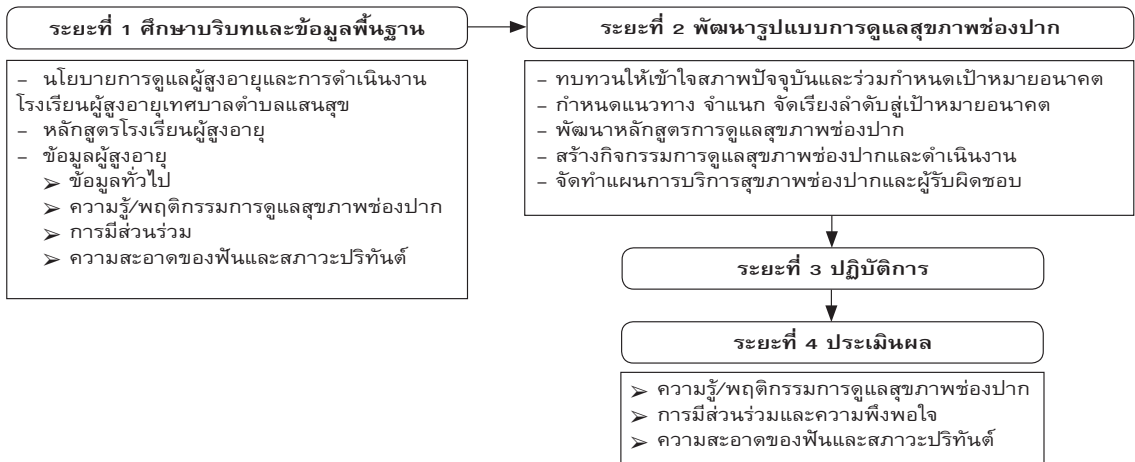 ระยะที่ 1 ศึกษาบริบทและข้อมูลพื้นฐาน
– นโยบายการดูแลผู้สูงอายุและการดำเนินงาน
โรงเรียนผู้สูงอายุเทศบาลตำบลแสนสุข
– หลักสูตรโรงเรียนผู้สูงอายุ
– ข้อมูลผู้สูงอายุ
➢ ข้อมูลทั่วไป
➢ ความรู้/พฤติกรรมการดูแลสุขภาพช่องปาก
➢ การมีส่วนร่วม
➢ ความสะอาดของฟันและสภาวะปริทันต์
ระยะที่ 2 พัฒนารูปแบบการดูแลสุขภาพช่องปาก
– ทบทวนให้เข้าใจสภาพปัจจุบันและร่วมกำหนดเป้าหมายอนาคต
– กำหนดแนวทาง จำแนก จัดเรียงลำดับสู่เป้าหมายอนาคต
– พัฒนาหลักสูตรการดูแลสุขภาพช่องปาก
– สร้างกิจกรรมการดูแลสุขภาพช่องปากและดำเนินงาน
– จัดทำแผนการบริการสุขภาพช่องปากและผู้รับผิดชอบ
ระยะที่ 3 ปฏิบัติการ
ระยะที่ 4 ประเมินผล
➢ ความรู้/พฤติกรรมการดูแลสุขภาพช่องปาก
➢ การมีส่วนร่วมและความพึงพอใจ
➢ ความสะอาดของฟันและสภาวะปริทันต์